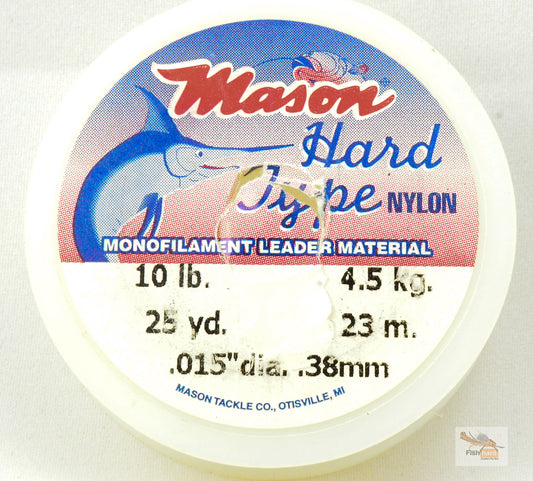 Mason
Hard
Type NYLON
MONOFILAMENT LEADER MATERIAL
10 lb. 4.5 kg.
25 yd. 23 m.
.015"dia. .38mm
MASON TACKLE CO., OTISVILLE, MI
Fish